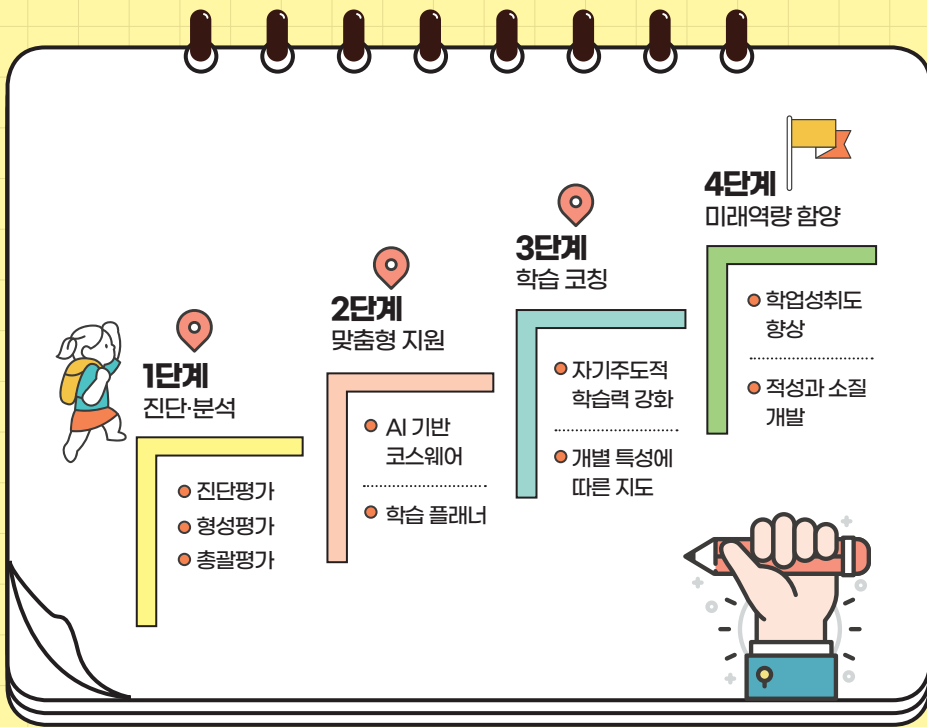 1단계
진단·분석
진단평가
형성평가
총괄평가
2단계
맞춤형 지원
AI 기반
코스웨어
학습 플래너
3단계
학습 코칭
자기주도적
학습력 강화
개별 특성에
따른 지도
4단계
미래역량 함양
학업성취도
향상
적성과 소질
개발